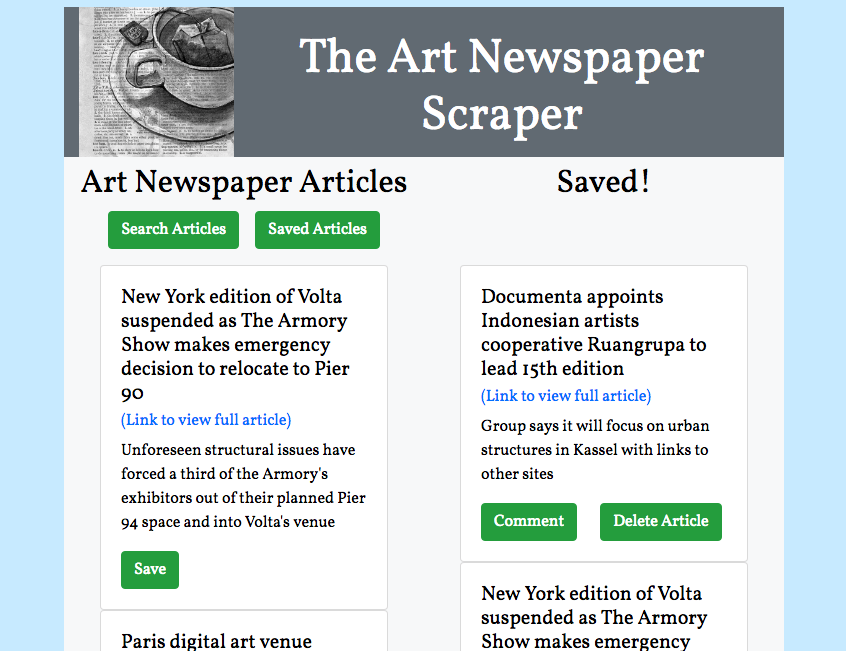 The Art Newspaper
Scraper
Art Newspaper Articles
Search Articles
Saved Articles
New York edition of Volta
suspended as The Armory
Show makes emergency
decision to relocate to Pier
90
(Link to view full article)
Unforeseen structural issues have
forced a third of the Armory's
exhibitors out of their planned Pier
94 space and into Volta's venue
Save
Paris digital art venue
Saved!
Documenta appoints
Indonesian artists
cooperative Ruangrupa to
lead 15th edition
(Link to view full article)
Group says it will focus on urban
structures in Kassel with links to
other sites
Comment
Delete Article
New York edition of Volta
suspended as The Armory
Show makes emergency